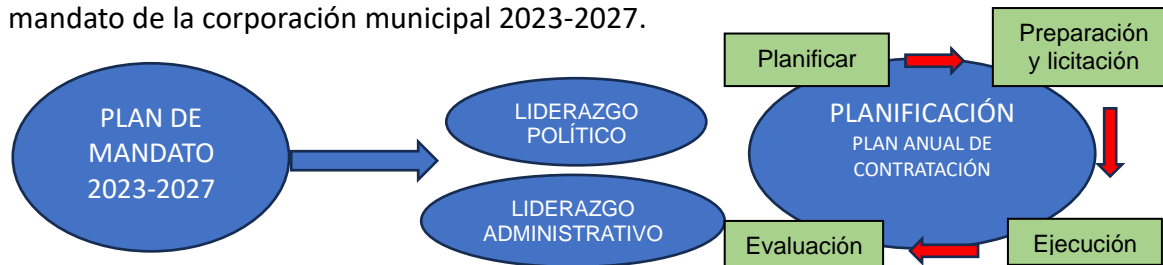 mandato de la corporación municipal 2023-2027.
PLAN DE
MANDATO
2023-2027
LIDERAZGO
POLÍTICO
LIDERAZGO
ADMINISTRATIVO
Planificar
Preparación
y licitación
PLANIFICACIÓN
PLAN ANUAL DE
CONTRATACIÓN
Evaluación
Ejecución